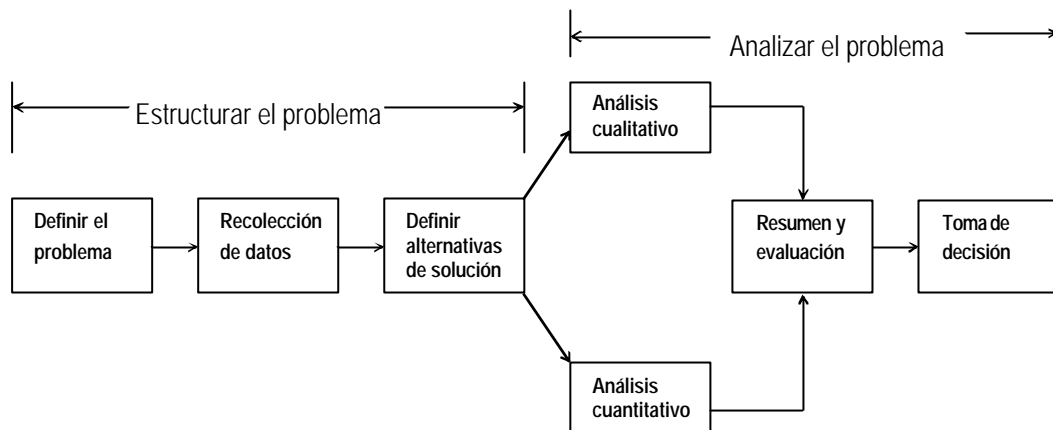 Analizar el problema
Estructurar el problema
Análisis
cualitativo
Definir el
problema
Recolección
de datos
Definir
alternativas
de solución
Resumen y
evaluación
Toma de
decisión
Análisis
cuantitativo